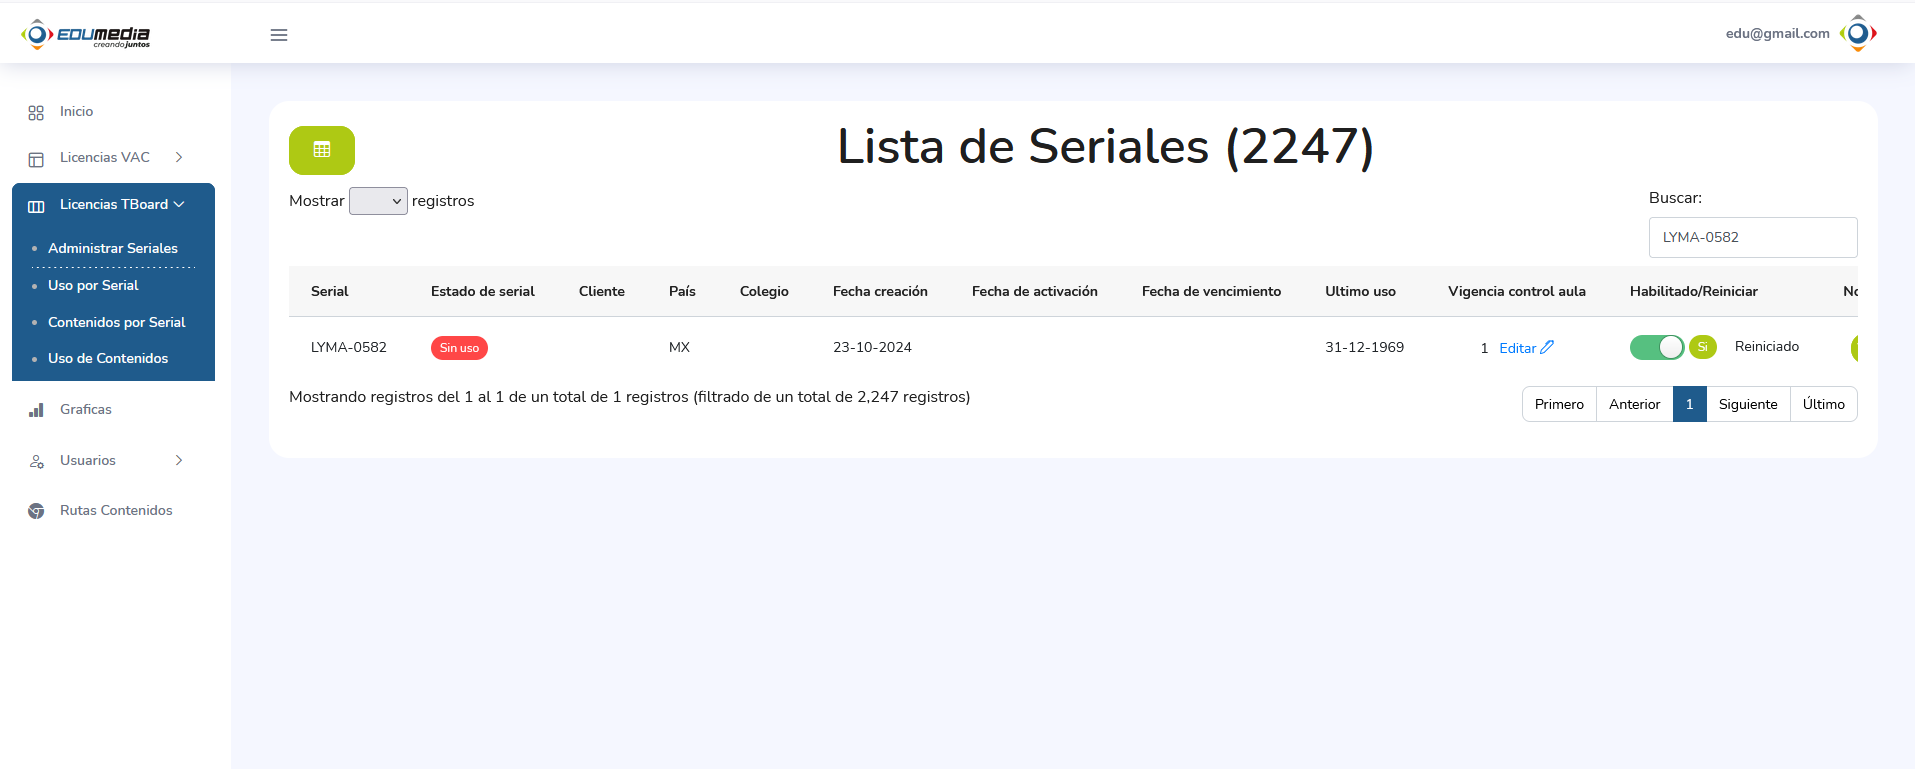 EDUmedia
creandojuntos
edu@gmail.com
Inicio
Licencias VAC
Licencias TBoard
Administrar Seriales
Uso por Serial
Contenidos por Serial
Uso de Contenidos
Graficas
Usuarios
Rutas Contenidos
Lista de Seriales (2247)
Mostrar registros
Buscar:
LYMA-0582
Serial Estado de serial Cliente País Colegio Fecha creación Fecha de activación Fecha de vencimiento Ultimo uso Vigencia control aula Habilitado/Reiniciar
LYMA-0582 Sin uso MX 23-10-2024 31-12-1969 1 Editar Si Reiniciado
Mostrando registros del 1 al 1 de un total de 1 registros (filtrado de un total de 2,247 registros)
Primero Anterior 1 Siguiente Último